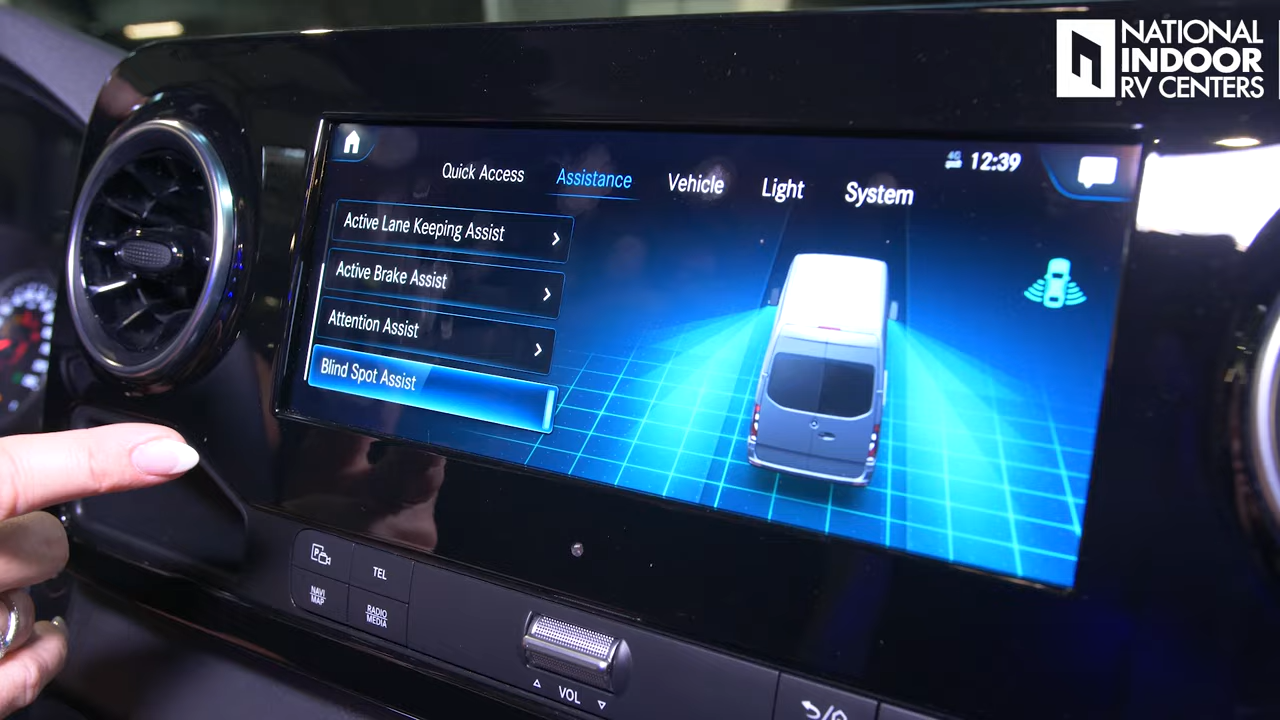 NATIONAL
INDOOR
RV CENTERS
4G 12:39
Quick Access Assistance Vehicle Light System
Active Lane Keeping Assist
Active Brake Assist
Attention Assist
Blind Spot Assist
P
TEL
NAVI
MAP
RADIO
MEDIA
VOL